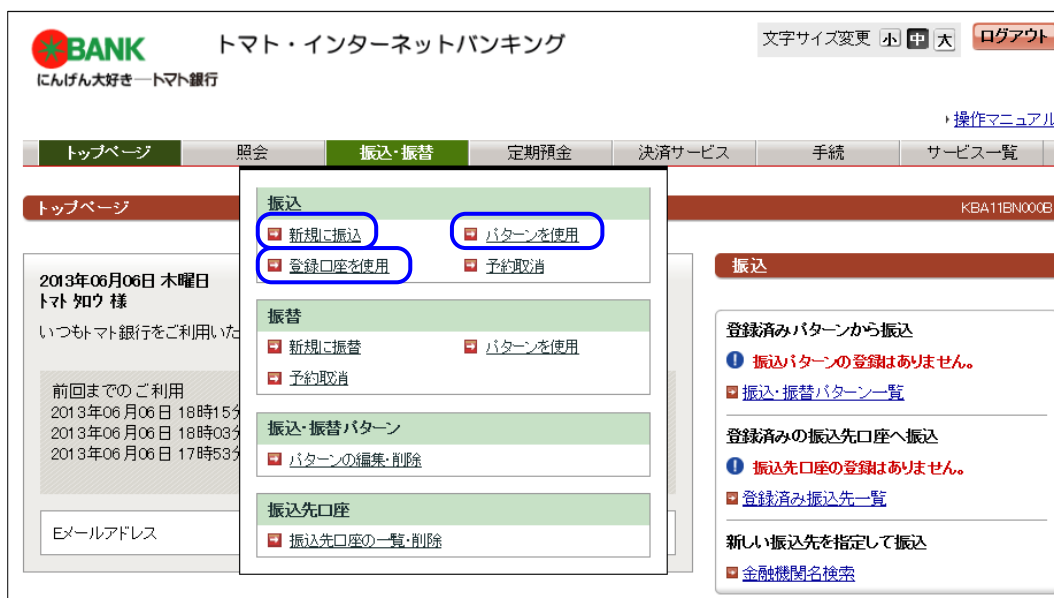 BANK
トマト・インターネットバンキング
文字サイズ変更 小 中 大
ログアウト
にんげん大好き─トマト銀行
操作マニュアル
トップページ 照会 振込・振替 定期預金 決済サービス 手続 サービス一覧
トップページ
KBA11BN000B
振込
新規に振込 パターンを使用
登録口座を使用 予約取消
振替
新規に振替 パターンを使用
予約取消
振込・振替パターン
パターンの編集・削除
振込先口座
振込先口座の一覧・削除
2013年06月06日 木曜日
トマト タロウ 様
いつもトマト銀行をご利用いた
前回までのご利用
2013年06月06日 18時15分
2013年06月06日 18時03分
2013年06月06日 17時53分
Eメールアドレス
振込
登録済みパターンから振込
振込パターンの登録はありません。
振込・振替パターン一覧
登録済みの振込先口座へ振込
振込先口座の登録はありません。
登録済み振込先一覧
新しい振込先を指定して振込
金融機関名検索